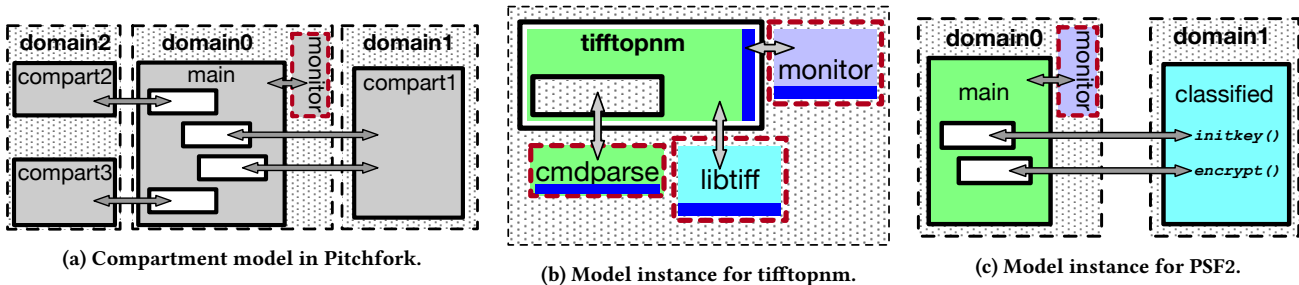 domain2
domain0
domain1
compart2
main
monitor
compart1
compart3
(a) Compartment model in Pitchfork.
tifftopnm
monitor
cmdparse
libtiff
(b) Model instance for tifftopnm.
domain0
domain1
main
monitor
classified
initkey()
encrypt()
(c) Model instance for PSF2.